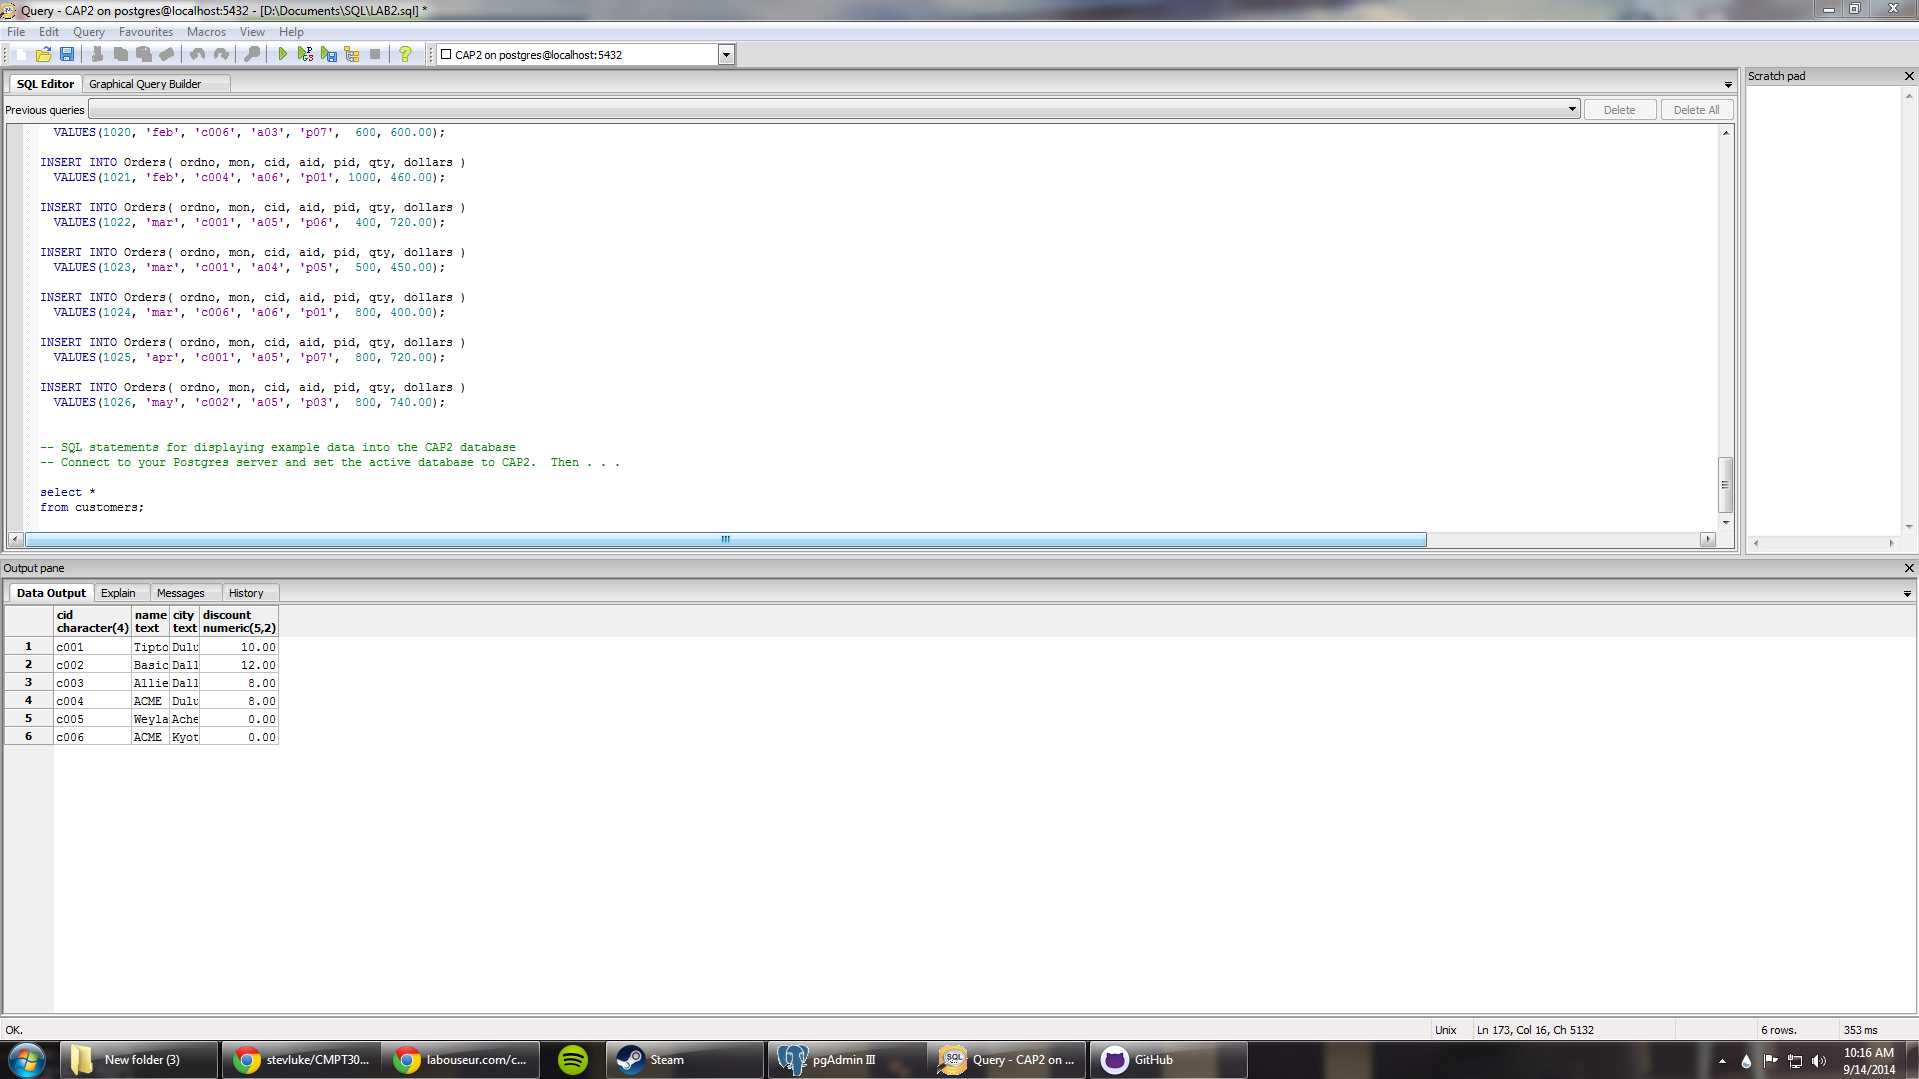 Query - CAP2 on postgres@localhost:5432 - [D:\Documents\SQL\LAB2.sql] *
File Edit Query Favourites Macros View Help
CAP2 on postgres@localhost:5432
SQL Editor Graphical Query Builder
Scratch pad
Previous queries Delete Delete All
VALUES(1020, 'feb', 'c006', 'a03', 'p07', 600, 600.00);
INSERT INTO Orders( ordno, mon, cid, aid, pid, qty, dollars )
VALUES(1021, 'feb', 'c004', 'a06', 'p01', 1000, 460.00);
INSERT INTO Orders( ordno, mon, cid, aid, pid, qty, dollars )
VALUES(1022, 'mar', 'c001', 'a05', 'p06', 400, 720.00);
INSERT INTO Orders( ordno, mon, cid, aid, pid, qty, dollars )
VALUES(1023, 'mar', 'c001', 'a04', 'p05', 500, 450.00);
INSERT INTO Orders( ordno, mon, cid, aid, pid, qty, dollars )
VALUES(1024, 'mar', 'c006', 'a06', 'p01', 800, 400.00);
INSERT INTO Orders( ordno, mon, cid, aid, pid, qty, dollars )
VALUES(1025, 'apr', 'c001', 'a05', 'p07', 800, 720.00);
INSERT INTO Orders( ordno, mon, cid, aid, pid, qty, dollars )
VALUES(1026, 'may', 'c002', 'a05', 'p03', 800, 740.00);
-- SQL statements for displaying example data into the CAP2 database
-- Connect to your Postgres server and set the active database to CAP2. Then . . .
select *
from customers;
Output pane
Data Output Explain Messages History
cid name city discount
character(4) text text numeric(5,2)
1 c001 Tipto Dulu 10.00
2 c002 Basic Dall 12.00
3 c003 Allie Dall 8.00
4 c004 ACME Dulu 8.00
5 c005 Weyla Ache 0.00
6 c006 ACME Kyot 0.00
OK. Unix Ln 173, Col 16, Ch 5132 6 rows. 353 ms
New folder (3) stevluke/CMPT30... labouseur.com/c... Steam pgAdmin III Query - CAP2 on ... GitHub
10:16 AM
9/14/2014